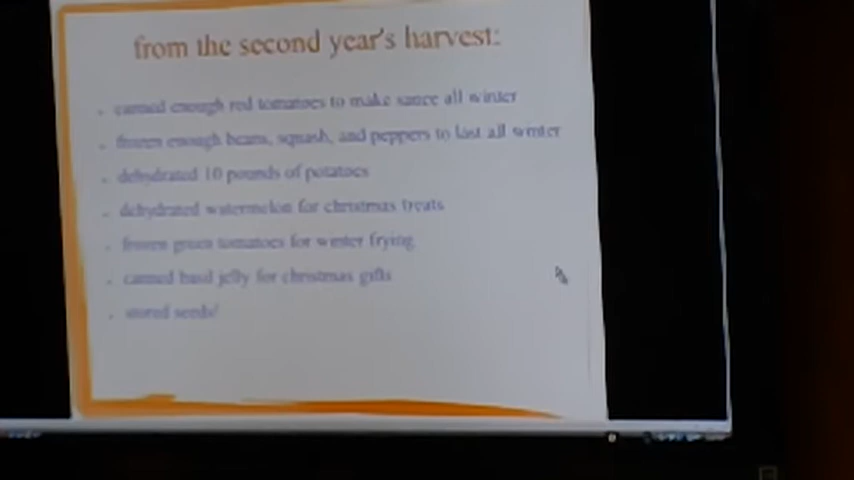 from the second year's harvest:
canned enough red tomatoes to make sauce all winter
frozen enough beans, squash, and peppers to last all winter
dehydrated 10 pounds of potatoes
dehydrated watermelon for christmas treats
frozen green tomatoes for winter frying
canned basil jelly for christmas gifts
stored seeds!